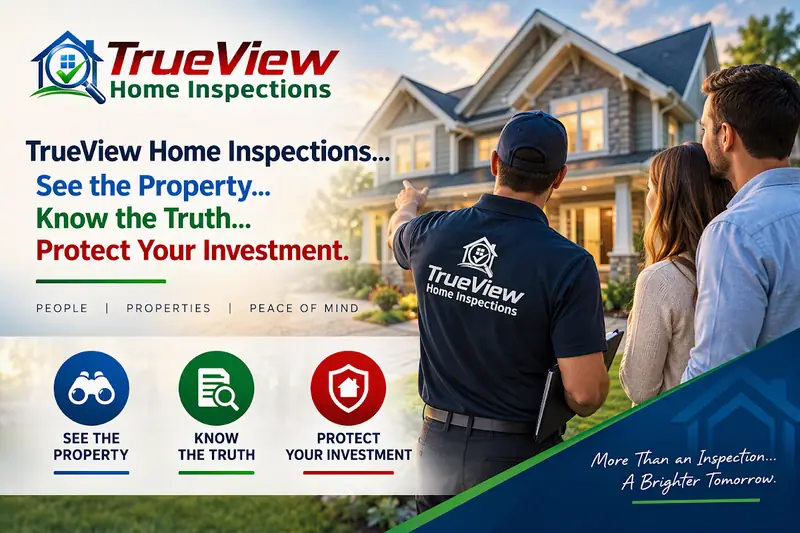 TrueView
Home Inspections
TrueView Home Inspections...
See the Property...
Know the Truth...
Protect Your Investment.
PEOPLE | PROPERTIES | PEACE OF MIND
TrueView
Home Inspections
SEE THE
PROPERTY
KNOW
THE TRUTH
PROTECT
YOUR INVESTMENT
More Than an Inspection...
A Brighter Tomorrow.